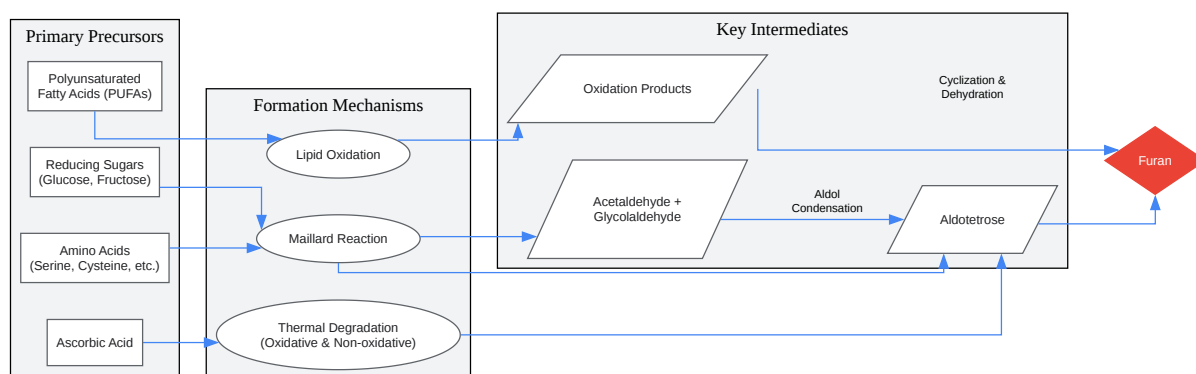 Primary Precursors
Polyunsaturated
Fatty Acids (PUFAs)
Reducing Sugars
(Glucose, Fructose)
Amino Acids
(Serine, Cysteine, etc.)
Ascorbic Acid
Formation Mechanisms
Lipid Oxidation
Maillard Reaction
Thermal Degradation
(Oxidative & Non-oxidative)
Key Intermediates
Oxidation Products
Acetaldehyde +
Glycolaldehyde
Aldol
Condensation
Cyclization &
Dehydration
Aldotetrose
Furan